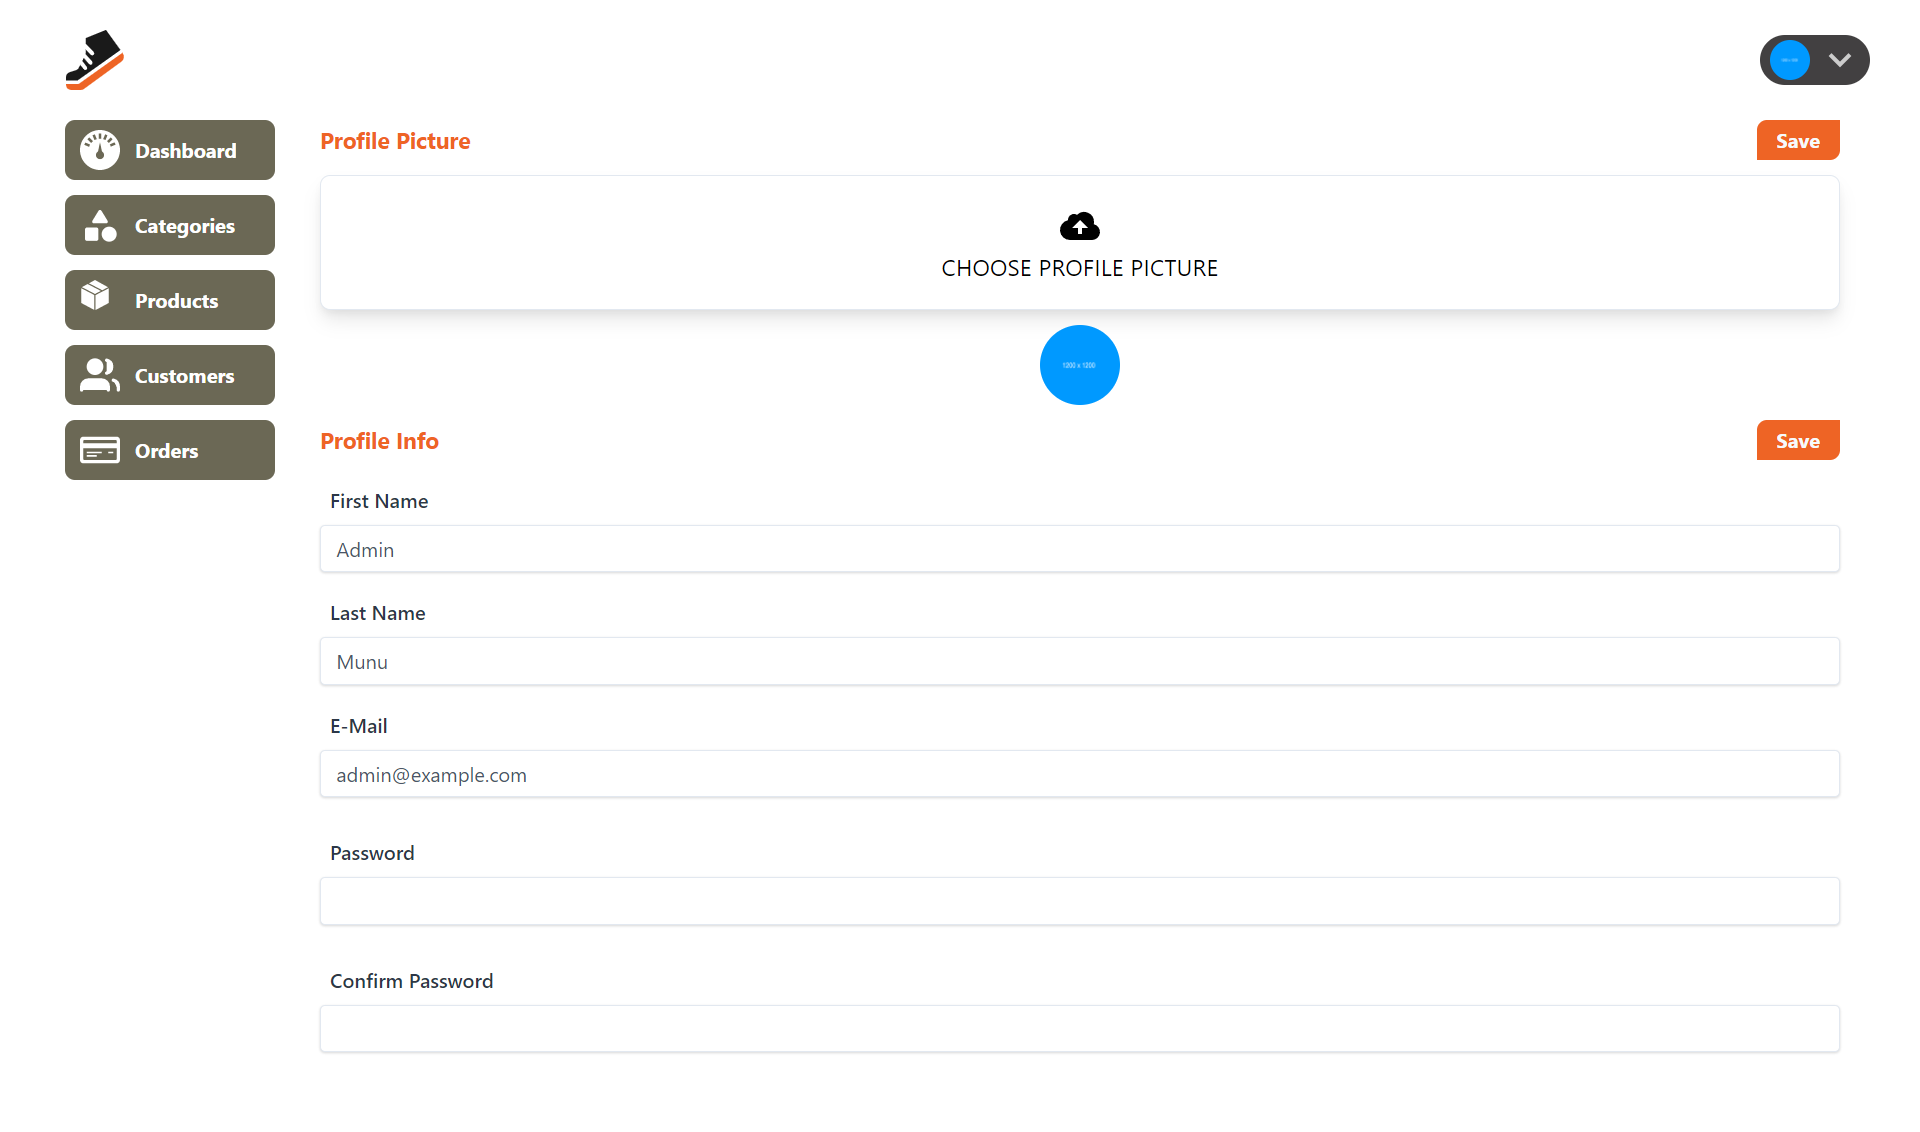 Dashboard
Categories
Products
Customers
Orders
Profile Picture
Save
CHOOSE PROFILE PICTURE
1200 x 1200
Profile Info
Save
First Name
Admin
Last Name
Munu
E-Mail
admin@example.com
Password
Confirm Password